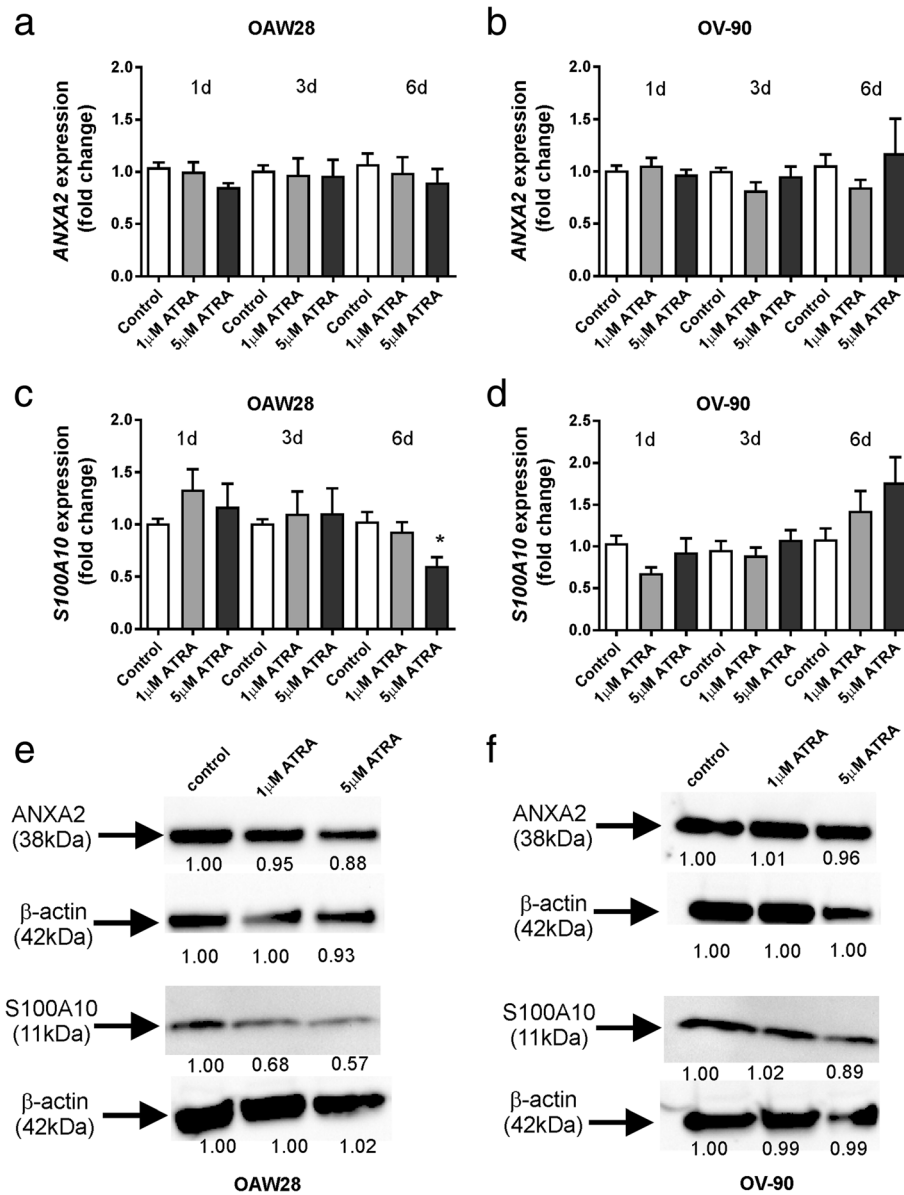 a
OAW28
ANXA2 expression
(fold change)
2.0
1.5
1.0
0.5
0.0
1d 3d 6d
Control 1μM ATRA 5μM ATRA Control 1μM ATRA 5μM ATRA Control 1μM ATRA 5μM ATRA
b
OV-90
ANXA2 expression
(fold change)
2.0
1.5
1.0
0.5
0.0
1d 3d 6d
Control 1μM ATRA 5μM ATRA Control 1μM ATRA 5μM ATRA Control 1μM ATRA 5μM ATRA
c
OAW28
S100A10 expression
(fold change)
2.0
1.5
1.0
0.5
0.0
1d 3d 6d
*
Control 1μM ATRA 5μM ATRA Control 1μM ATRA 5μM ATRA Control 1μM ATRA 5μM ATRA
d
OV-90
S100A10 expression
(fold change)
2.5
2.0
1.5
1.0
0.5
0.0
1d 3d 6d
Control 1μM ATRA 5μM ATRA Control 1μM ATRA 5μM ATRA Control 1μM ATRA 5μM ATRA
e
control 1μM ATRA 5μM ATRA
ANXA2
(38kDa)
1.00 0.95 0.88
β-actin
(42kDa)
1.00 1.00 0.93
S100A10
(11kDa)
1.00 0.68 0.57
β-actin
(42kDa)
1.00 1.00 1.02
OAW28
f
control 1μM ATRA 5μM ATRA
ANXA2
(38kDa)
1.00 1.01 0.96
β-actin
(42kDa)
1.00 1.00 1.00
S100A10
(11kDa)
1.00 1.02 0.89
β-actin
(42kDa)
1.00 0.99 0.99
OV-90